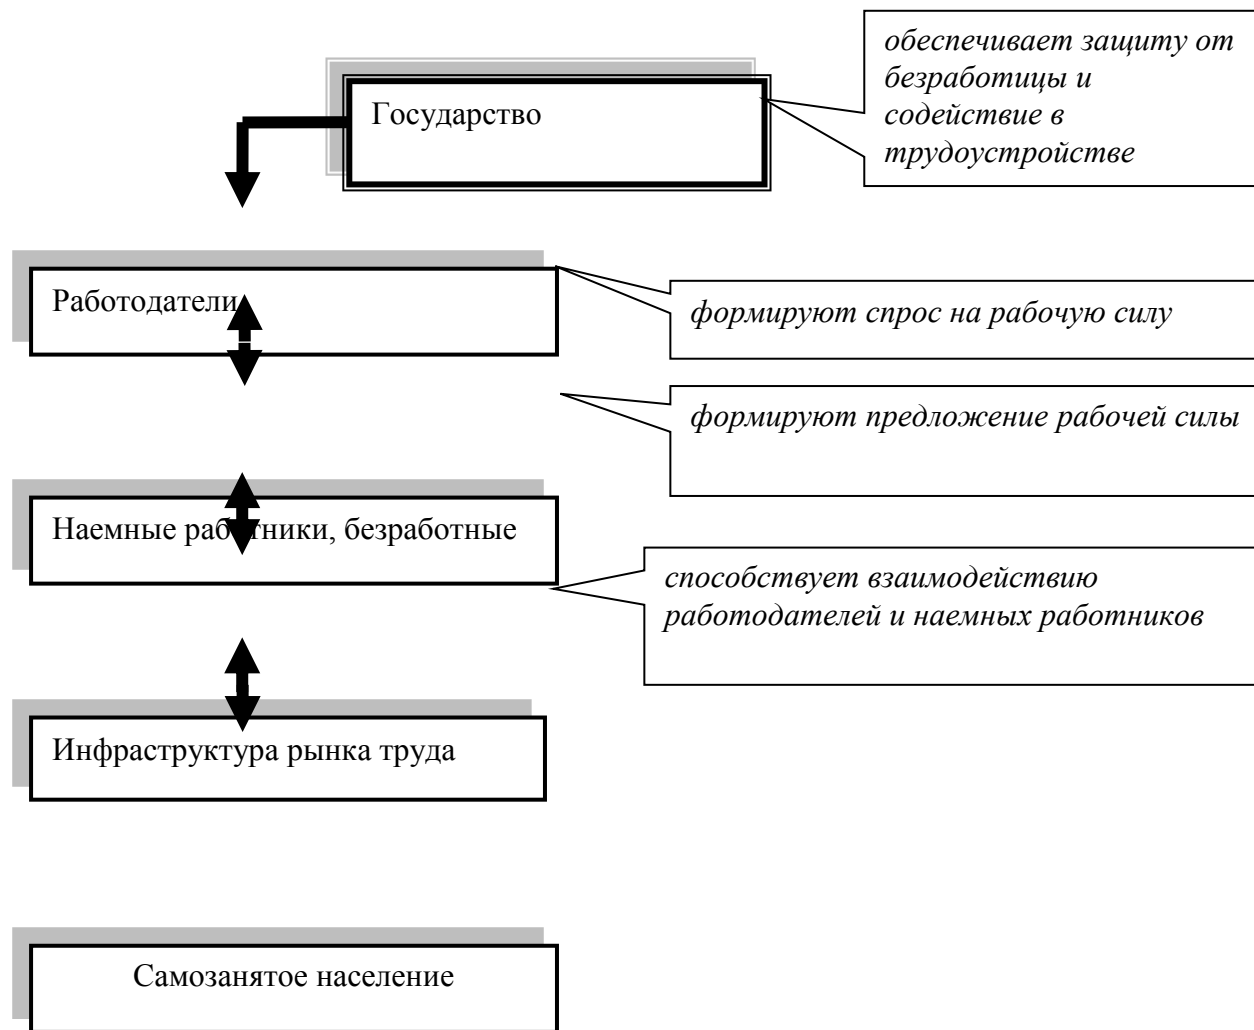 обеспечивает защиту от
безработицы и
содействие в
трудоустройстве
Государство
Работодатели
формируют спрос на рабочую силу
формируют предложение рабочей силы
Наемные работники, безработные
способствует взаимодействию
работодателей и наемных работников
Инфраструктура рынка труда
Самозанятое население